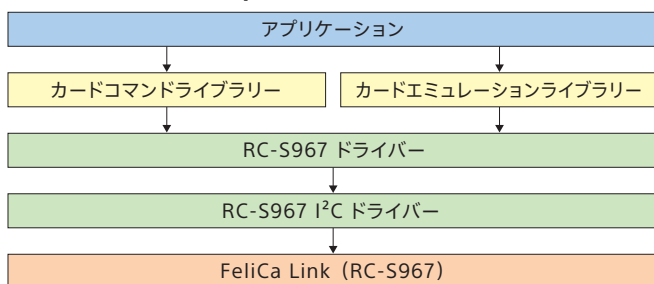 アプリケーション
カードコマンドライブラリー
カードエミュレーションライブラリー
RC-S967 ドライバー
RC-S967 I²C ドライバー
FeliCa Link（RC-S967）